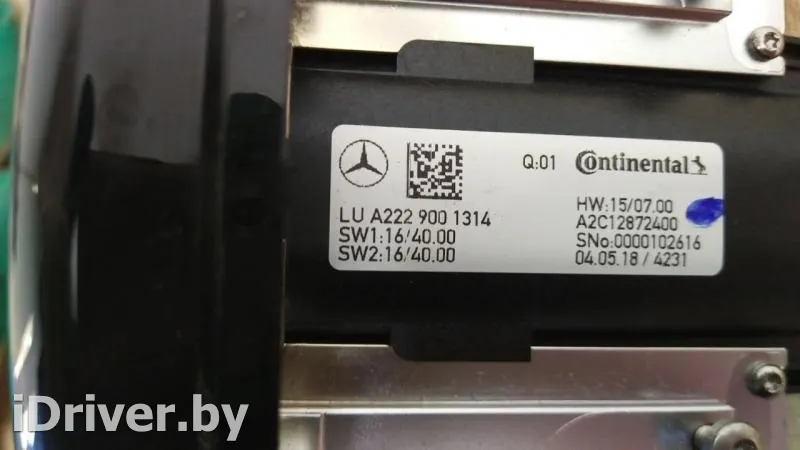 Q:01 Continental
LU A222 900 1314
SW1:16/40.00
SW2:16/40.00
HW:15/07.00
A2C12872400
SNo:0000102616
04.05.18 / 4231
iDriver.by